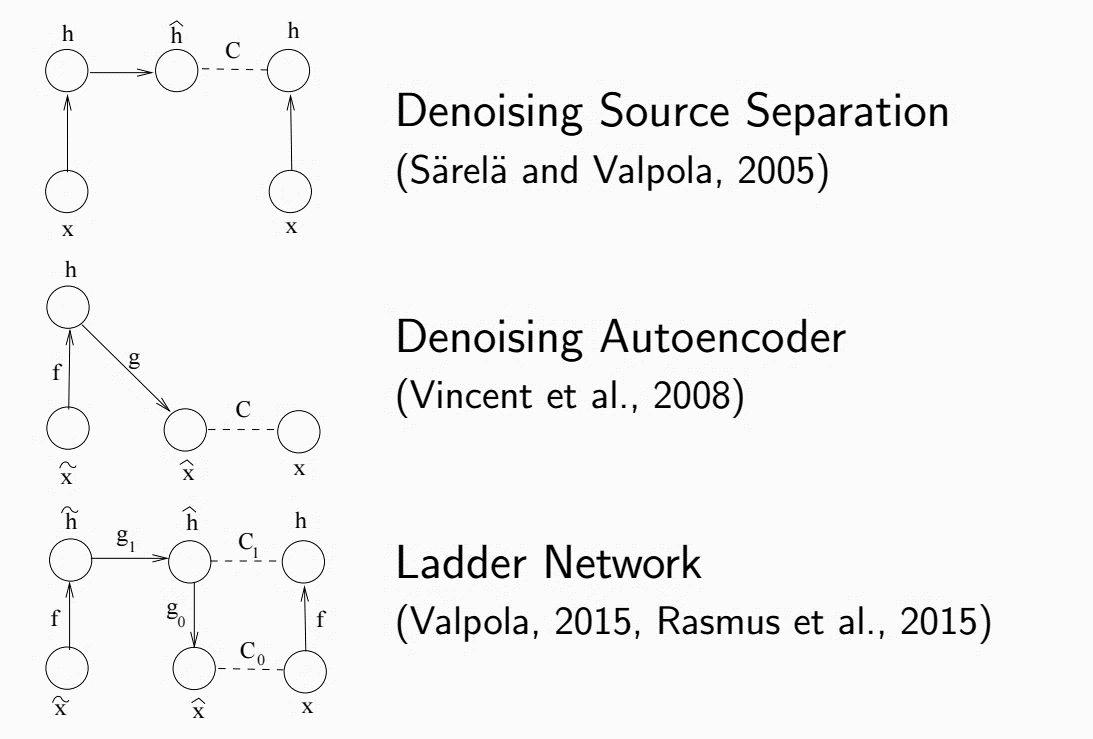 h ĥ h
C
Denoising Source Separation
(Särelä and Valpola, 2005)
x x
h
f g
Denoising Autoencoder
(Vincent et al., 2008)
C
x̃ x̂ x
h̃ ĥ h
g₁ C₁
Ladder Network
(Valpola, 2015, Rasmus et al., 2015)
f g₀ f
C₀
x̃ x̂ x